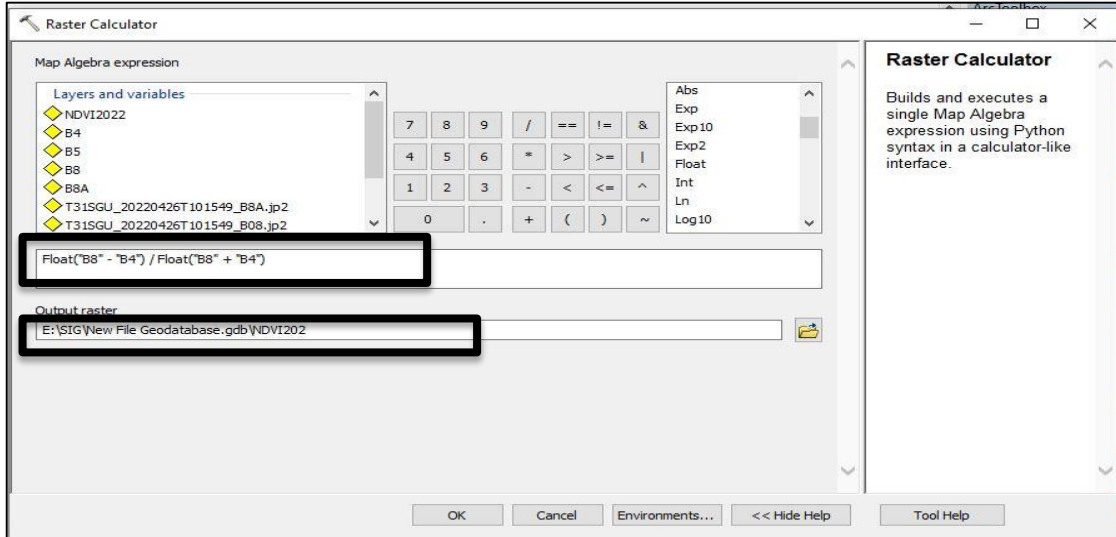 ArcToolbox
Raster Calculator
Map Algebra expression
Layers and variables
NDVI2022
B4
B5
B8
B8A
T31SGU_20220426T101549_B8A.jp2
T31SGU_20220426T101549_B08.jp2
7 8 9 / == != &
4 5 6 * > >= |
1 2 3 - < <= ^
0 . + ( ) ~
Abs
Exp
Exp10
Exp2
Float
Int
Ln
Log10
Float("B8" - "B4") / Float("B8" + "B4")
Output raster
E:\SIG\New File Geodatabase.gdb\NDVI202
OK Cancel Environments... << Hide Help Tool Help
Raster Calculator
Builds and executes a
single Map Algebra
expression using Python
syntax in a calculator-like
interface.